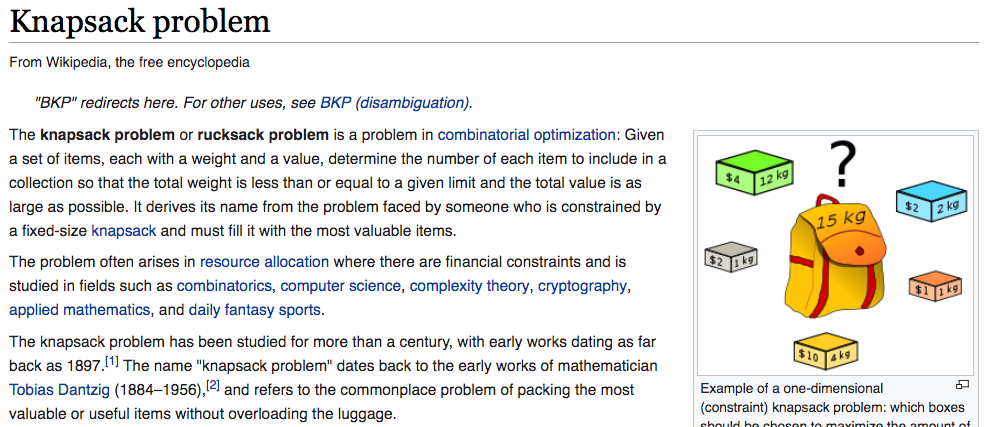 Knapsack problem
From Wikipedia, the free encyclopedia
"BKP" redirects here. For other uses, see BKP (disambiguation).
The knapsack problem or rucksack problem is a problem in combinatorial optimization: Given
a set of items, each with a weight and a value, determine the number of each item to include in a
collection so that the total weight is less than or equal to a given limit and the total value is as
large as possible. It derives its name from the problem faced by someone who is constrained by
a fixed-size knapsack and must fill it with the most valuable items.
The problem often arises in resource allocation where there are financial constraints and is
studied in fields such as combinatorics, computer science, complexity theory, cryptography,
applied mathematics, and daily fantasy sports.
The knapsack problem has been studied for more than a century, with early works dating as far
back as 1897.[1] The name "knapsack problem" dates back to the early works of mathematician
Tobias Dantzig (1884–1956),[2] and refers to the commonplace problem of packing the most
valuable or useful items without overloading the luggage.
?
$4 12 kg
15 kg
$2 2 kg
$2 1 kg
$1 1 kg
$10 4 kg
Example of a one-dimensional
(constraint) knapsack problem: which boxes
should be chosen to maximize the amount of